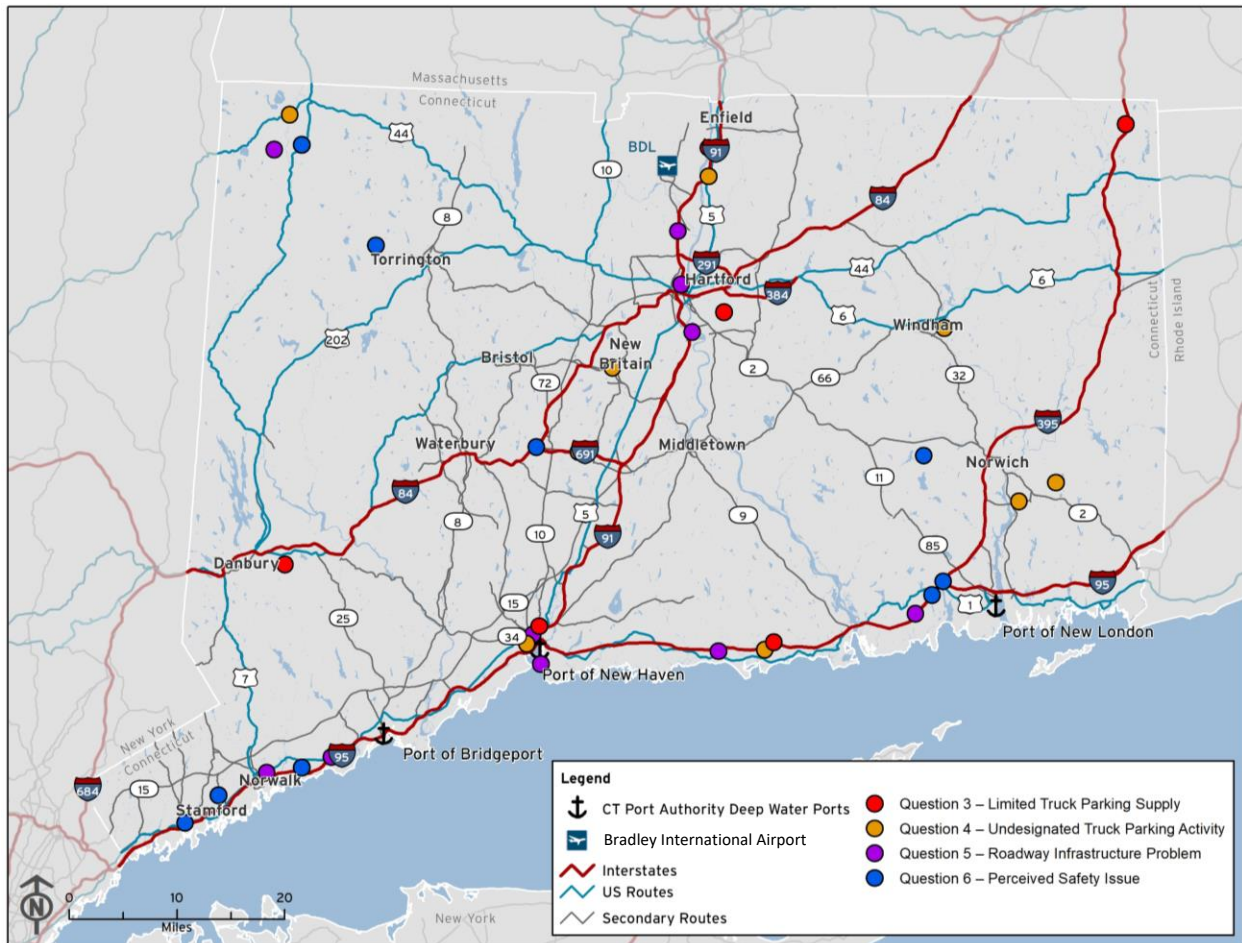 Massachusetts
Connecticut
Enfield
44
91
BDL
10
5
84
8
Torrington
291
Hartford
44
384
6
Connecticut
Rhode Island
6
Windham
202
New
Britain
Bristol
72
2
66
32
395
Waterbury
691
Middletown
Norwich
84
11
8
10
5
91
9
2
85
Danbury
15
95
1
25
34
Port of New London
Port of New Haven
7
New York
Connecticut
Port of Bridgeport
95
Norwalk
684
15
Stamford
N
0
10
20
Miles
New York
Legend
CT Port Authority Deep Water Ports
Bradley International Airport
Interstates
US Routes
Secondary Routes
Question 3 – Limited Truck Parking Supply
Question 4 – Undesignated Truck Parking Activity
Question 5 – Roadway Infrastructure Problem
Question 6 – Perceived Safety Issue